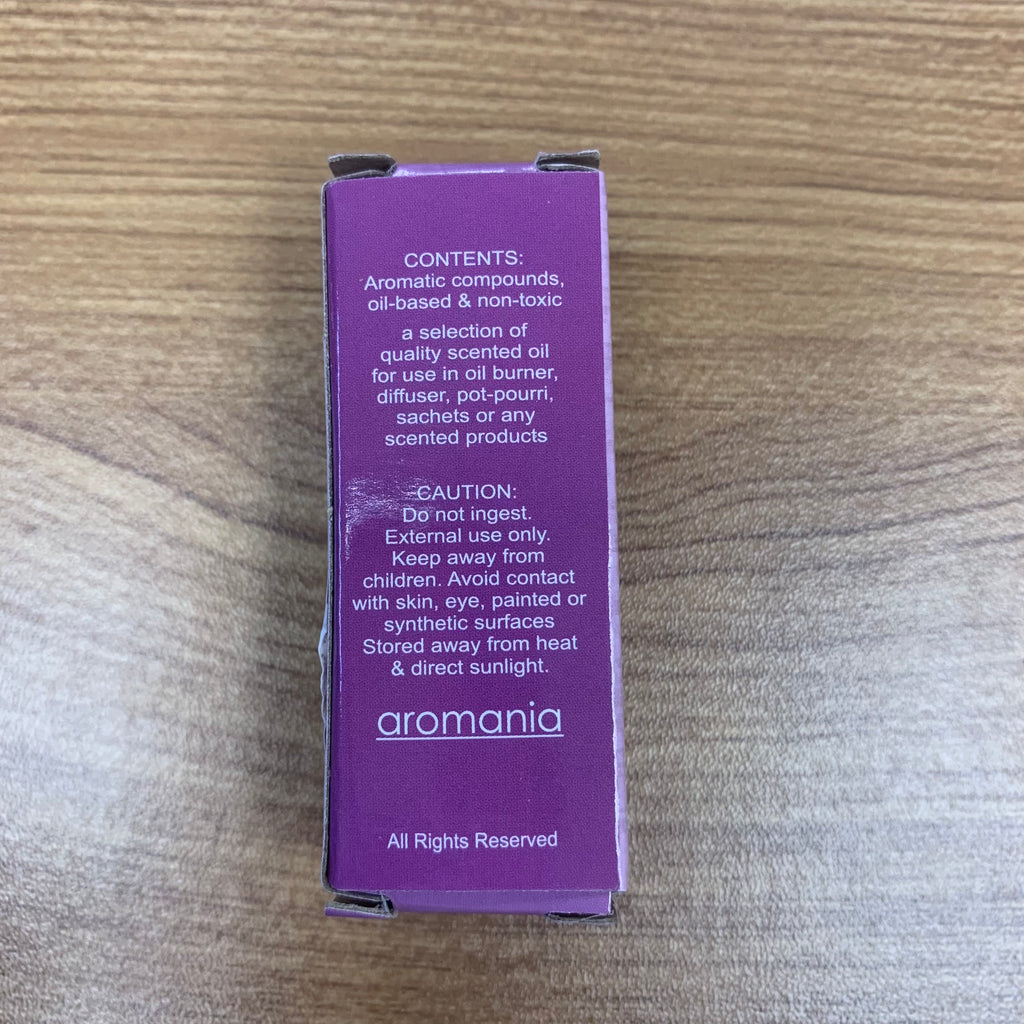 CONTENTS:
Aromatic compounds,
oil-based & non-toxic
a selection of
quality scented oil
for use in oil burner,
diffuser, pot-pourri,
sachets or any
scented products
CAUTION:
Do not ingest.
External use only.
Keep away from
children. Avoid contact
with skin, eye, painted or
synthetic surfaces
Stored away from heat
& direct sunlight.
aromania
All Rights Reserved